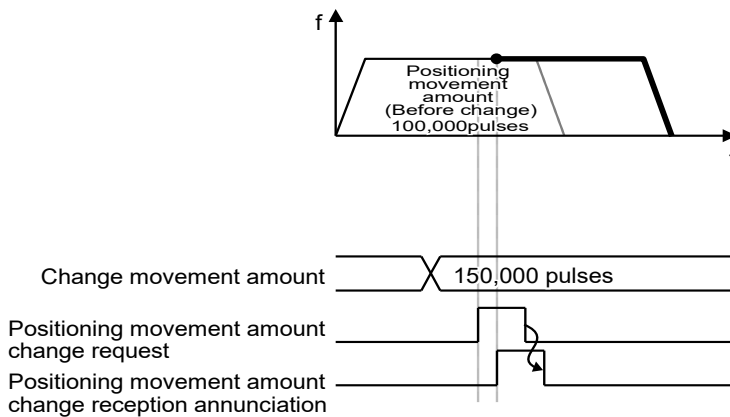 f
Positioning
movement
amount
(Before change)
100,000pulses
Change movement amount
150,000 pulses
Positioning movement amount
change request
Positioning movement amount
change reception annunciation